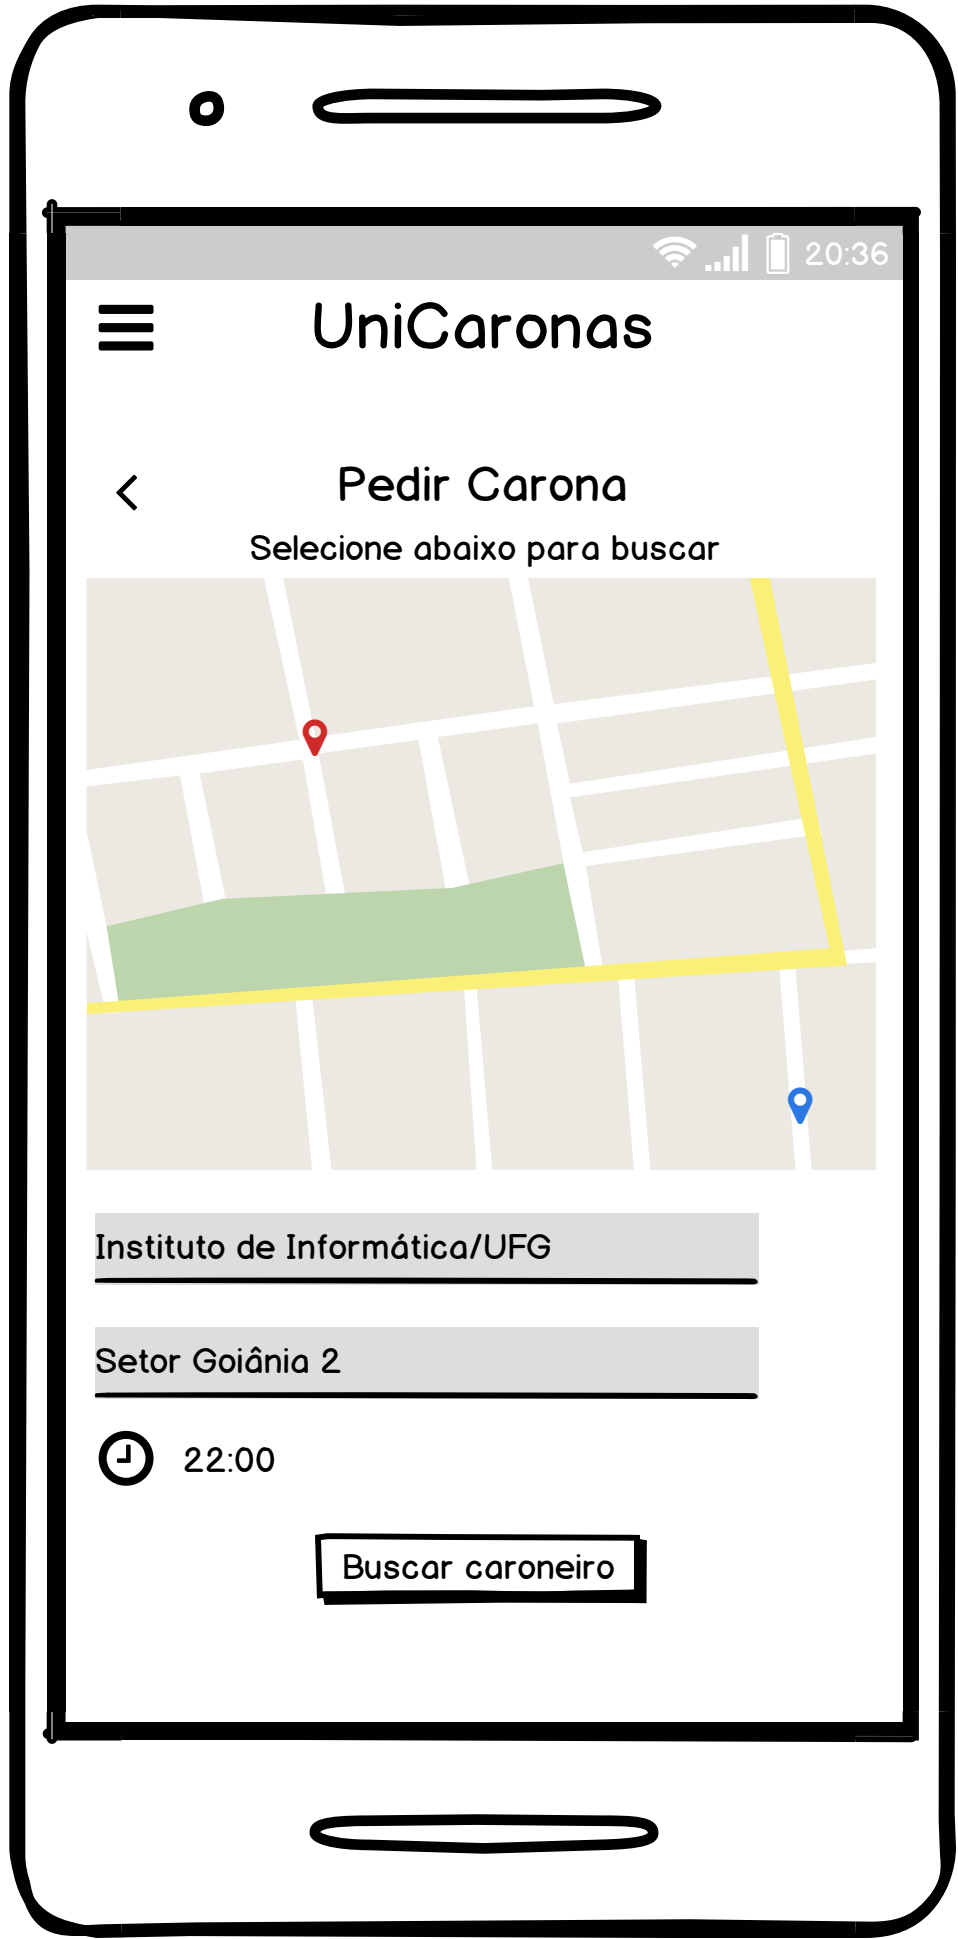 20:36
UniCaronas
Pedir Carona
Selecione abaixo para buscar
Instituto de Informática/UFG
Setor Goiânia 2
22:00
Buscar caroneiro